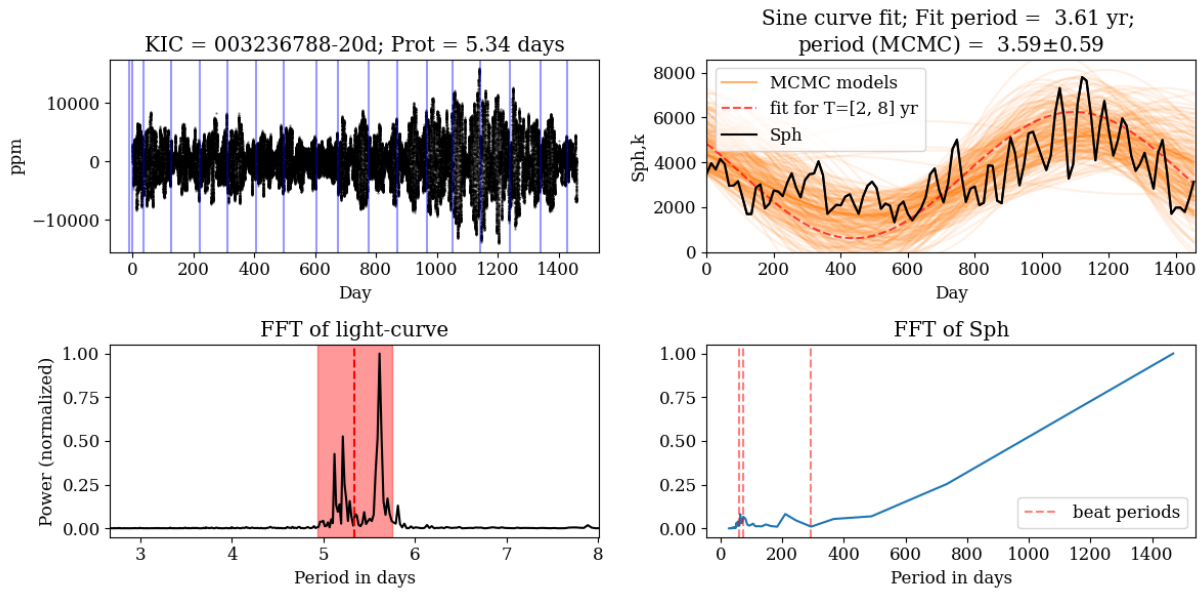 KIC = 003236788-20d; Prot = 5.34 days
10000
0
−10000
ppm
0 200 400 600 800 1000 1200 1400
Day
Sine curve fit; Fit period =  3.61 yr;
period (MCMC) =  3.59±0.59
8000
6000
4000
2000
0
Sph,k
MCMC models
fit for T=[2, 8] yr
Sph
0 200 400 600 800 1000 1200 1400
Day
FFT of light-curve
1.00
0.75
0.50
0.25
0.00
Power (normalized)
3 4 5 6 7 8
Period in days
FFT of Sph
1.00
0.75
0.50
0.25
0.00
beat periods
0 200 400 600 800 1000 1200 1400
Period in days